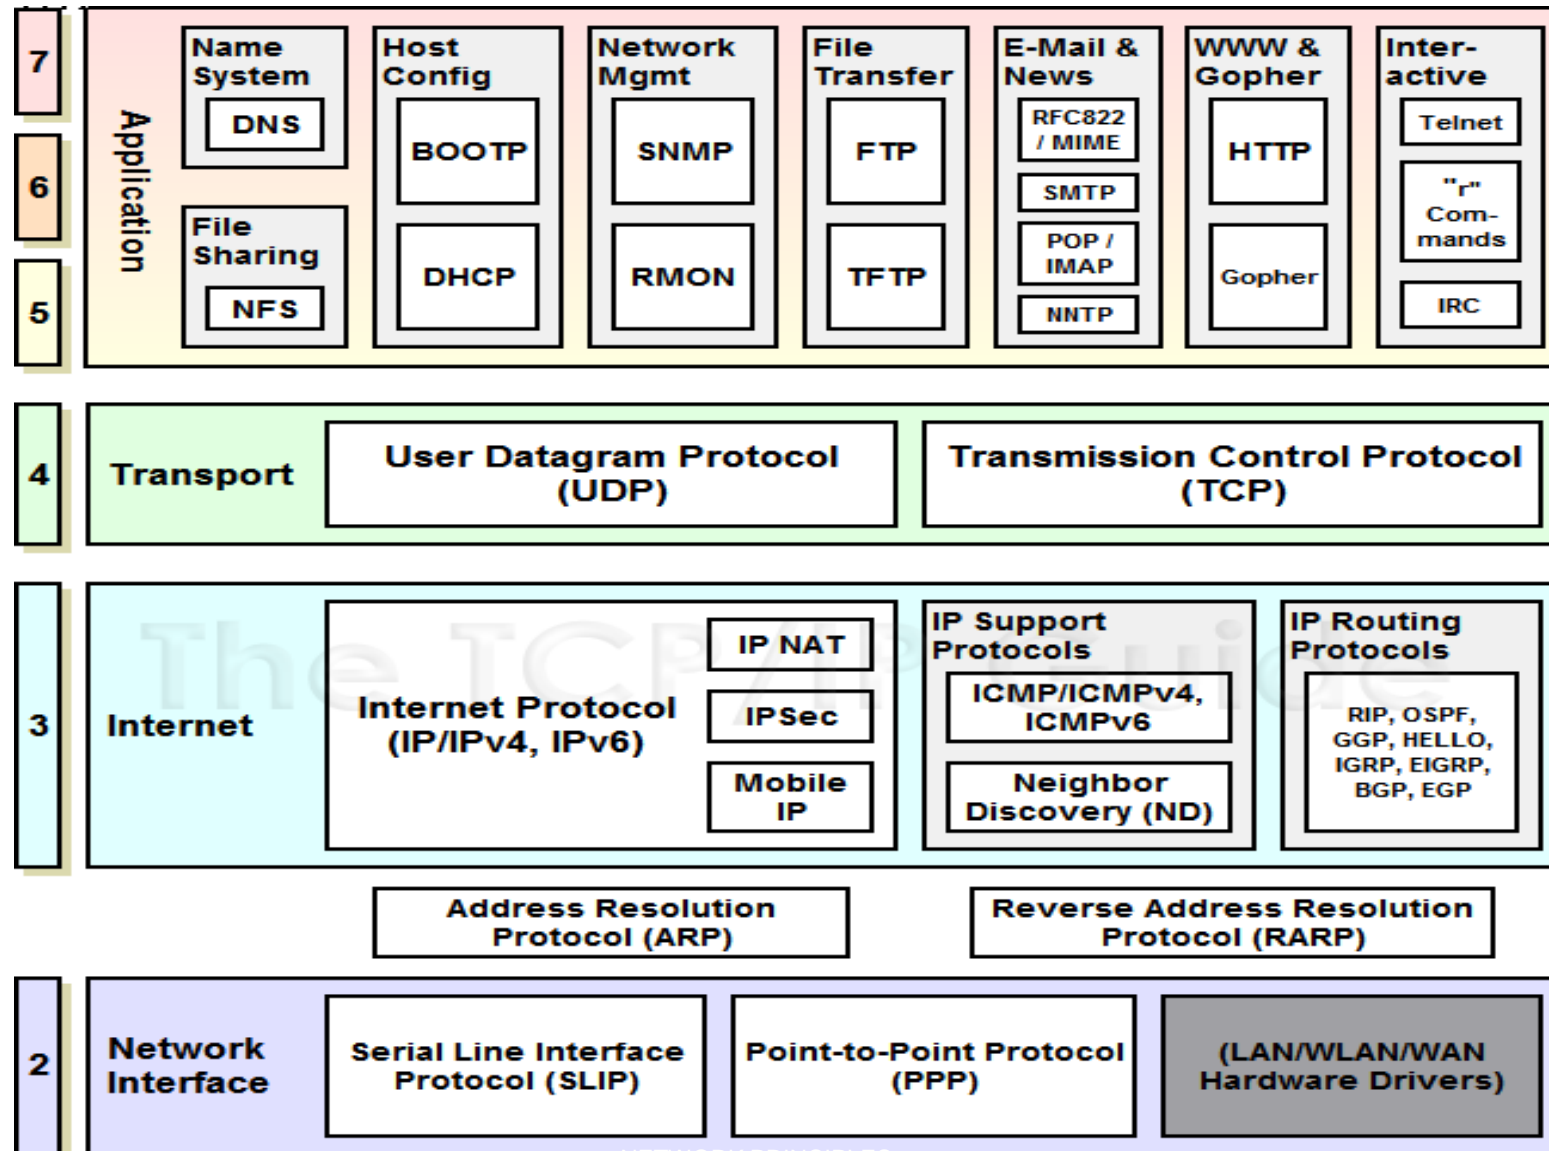 7
6
5
Application
Name
System
DNS
File
Sharing
NFS
Host
Config
BOOTP
DHCP
Network
Mgmt
SNMP
RMON
File
Transfer
FTP
TFTP
E-Mail &
News
RFC822
/ MIME
SMTP
POP /
IMAP
NNTP
WWW &
Gopher
HTTP
Gopher
Inter-
active
Telnet
"r"
Com-
mands
IRC
4
Transport
User Datagram Protocol
(UDP)
Transmission Control Protocol
(TCP)
The TCP/IP Guide
3
Internet
Internet Protocol
(IP/IPv4, IPv6)
IP NAT
IPSec
Mobile
IP
IP Support
Protocols
ICMP/ICMPv4,
ICMPv6
Neighbor
Discovery (ND)
IP Routing
Protocols
RIP, OSPF,
GGP, HELLO,
IGRP, EIGRP,
BGP, EGP
Address Resolution
Protocol (ARP)
Reverse Address Resolution
Protocol (RARP)
2
Network
Interface
Serial Line Interface
Protocol (SLIP)
Point-to-Point Protocol
(PPP)
(LAN/WLAN/WAN
Hardware Drivers)